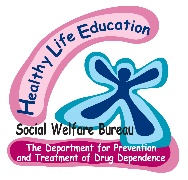 Healthy Life Education
Social Welfare Bureau
The Department for Prevention
and Treatment of Drug Dependence